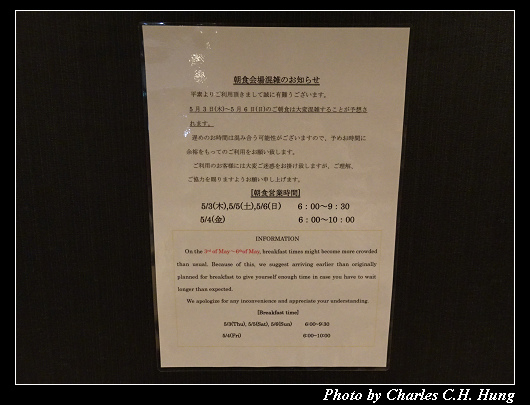 朝食会場混雑のお知らせ
平素よりご利用頂きまして誠に有難うございます。
5月3日(木)～5月6日(日)のご朝食は大変混雑することが予想さ
れます。
遅めのお時間は混み合う可能性がございますので、予めお時間に
余裕をもってのご利用をお願い致します。
ご利用のお客様には大変ご迷惑をお掛け致しますが、ご理解、
ご協力を賜りますようお願い申し上げます。
[朝食営業時間]
5/3(木),5/5(土),5/6(日) 6：00～9：30
5/4(金) 6：00～10：00
INFORMATION
On the 3rd of May～6th of May, breakfast times might become more crowded
than usual. Because of this, we suggest arriving earlier than originally
planned for breakfast to give yourself enough time in case you have to wait
longer than expected.
We apologize for any inconvenience and appreciate your understanding.
[Breakfast time]
5/3(Thu), 5/5(Sat), 5/6(Sun) 6:00-9:30
5/4(Fri) 6:00-10:00
Photo by Charles C.H. Hung